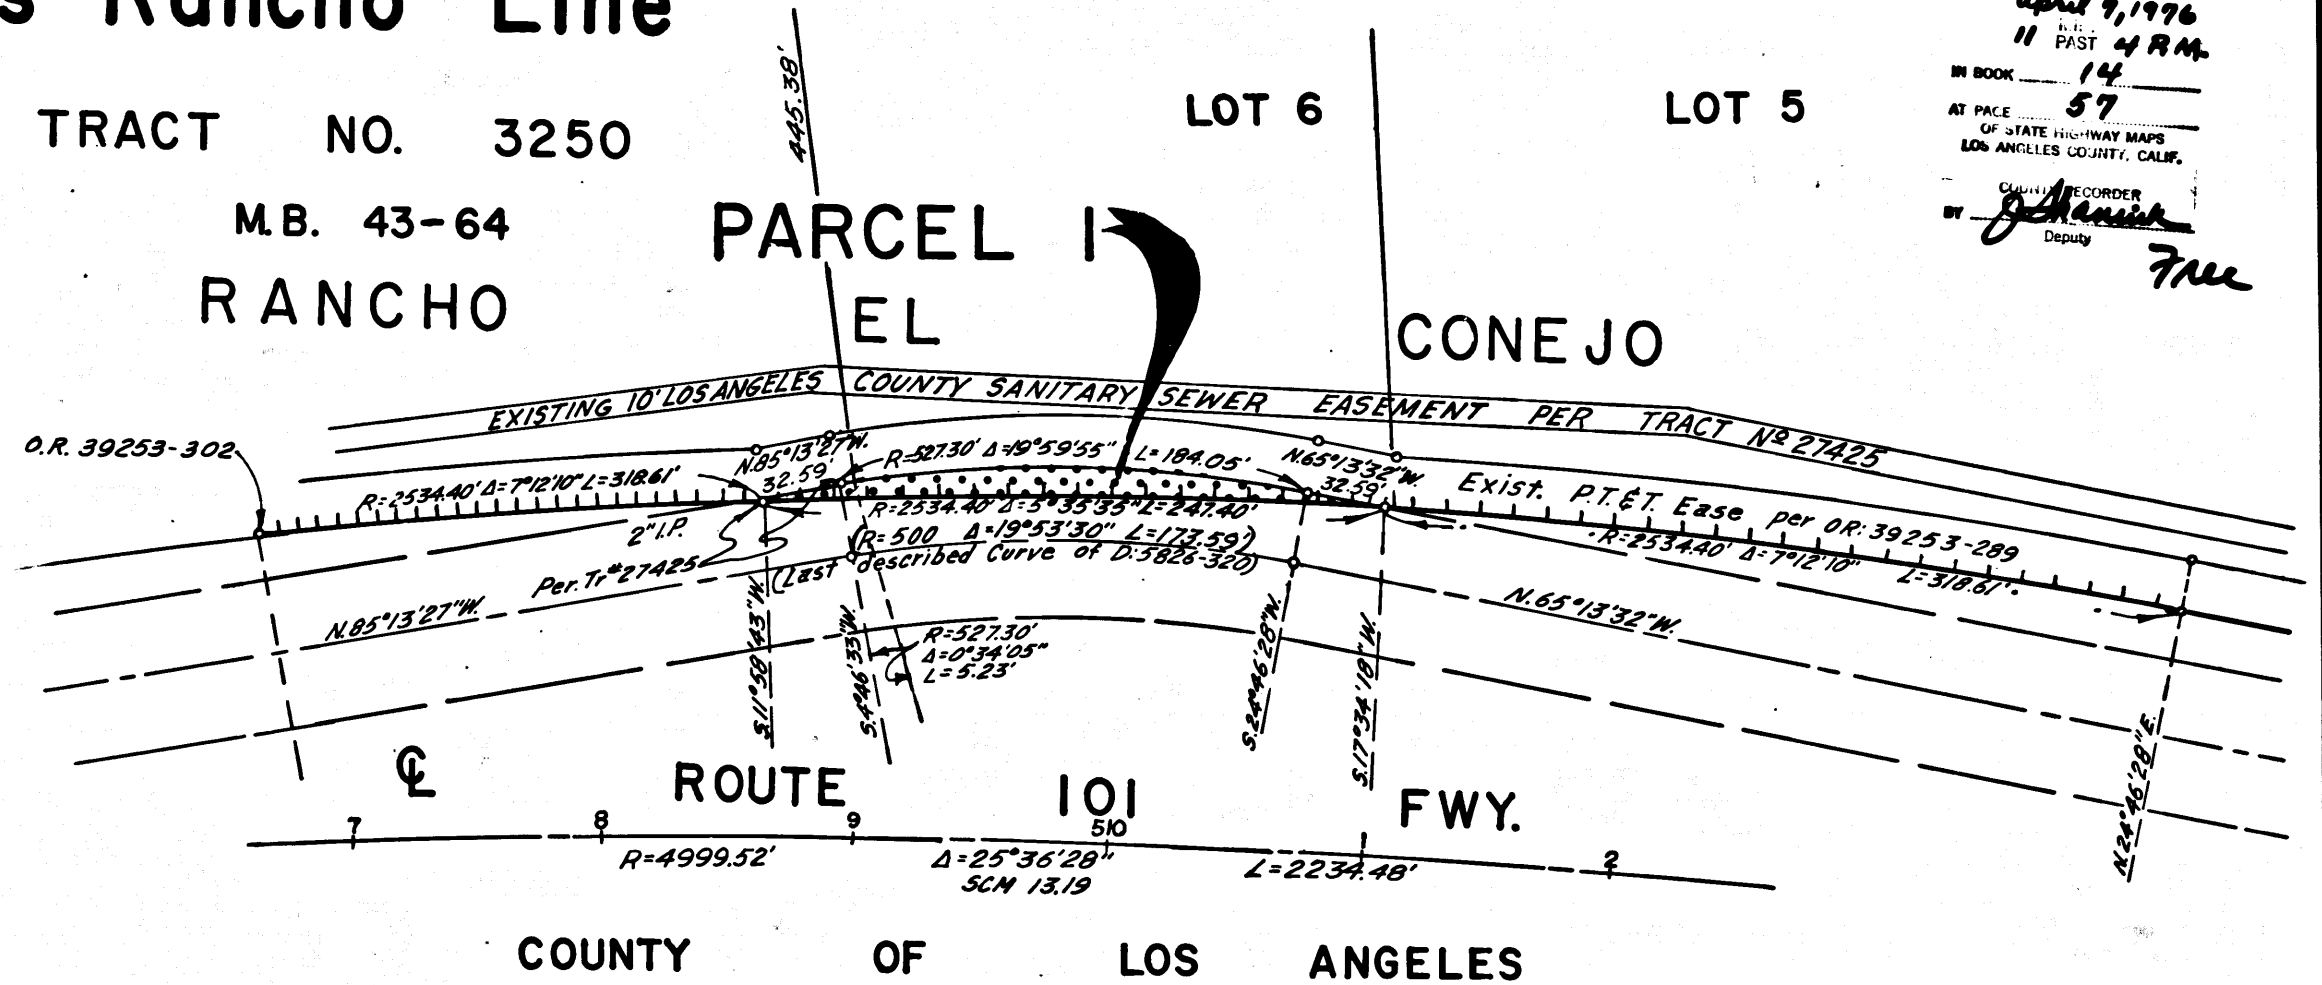 Rancho Line
april 9, 1976
11 PAST 4 P.M.
IN BOOK 14
AT PAGE 57
OF STATE HIGHWAY MAPS
LOS ANGELES COUNTY, CALIF.
COUNTY RECORDER
BY
Deputy
Free
TRACT NO. 3250
M.B. 43-64
445.38'
LOT 6
LOT 5
PARCEL 1
RANCHO EL CONEJO
EXISTING 10' LOS ANGELES COUNTY SANITARY SEWER EASEMENT PER TRACT Nº 27425
O.R. 39253-302
R=2534.40' Δ=7°12'10" L=318.61'
N.85°13'27"W.
32.59'
R=527.30' Δ=19°59'55" L=184.05'
N.65°13'32"W.
32.59'
Exist. P.T.&T. Ease per OR: 39253-289
R=2534.40' Δ=5°35'35" L=247.40'
R=2534.40' Δ=7°12'10" L=318.61'
2" I.P.
Per. Tr #27425
(R=500 Δ=19°53'30" L=173.59')
(Last described Curve of D:5826-320)
N.85°13'27"W.
N.65°13'32"W.
S.11°58'43"W.
S.4°46'33"W.
R=527.30'
Δ=0°34'05"
L=5.23'
S.24°46'28"W.
S.17°34'18"W.
N.24°46'28"E.
℄ ROUTE 101 FWY.
7 8 9 510 1 2
R=4999.52' Δ=25°36'28" L=2234.48'
SCM 13.19
COUNTY OF LOS ANGELES